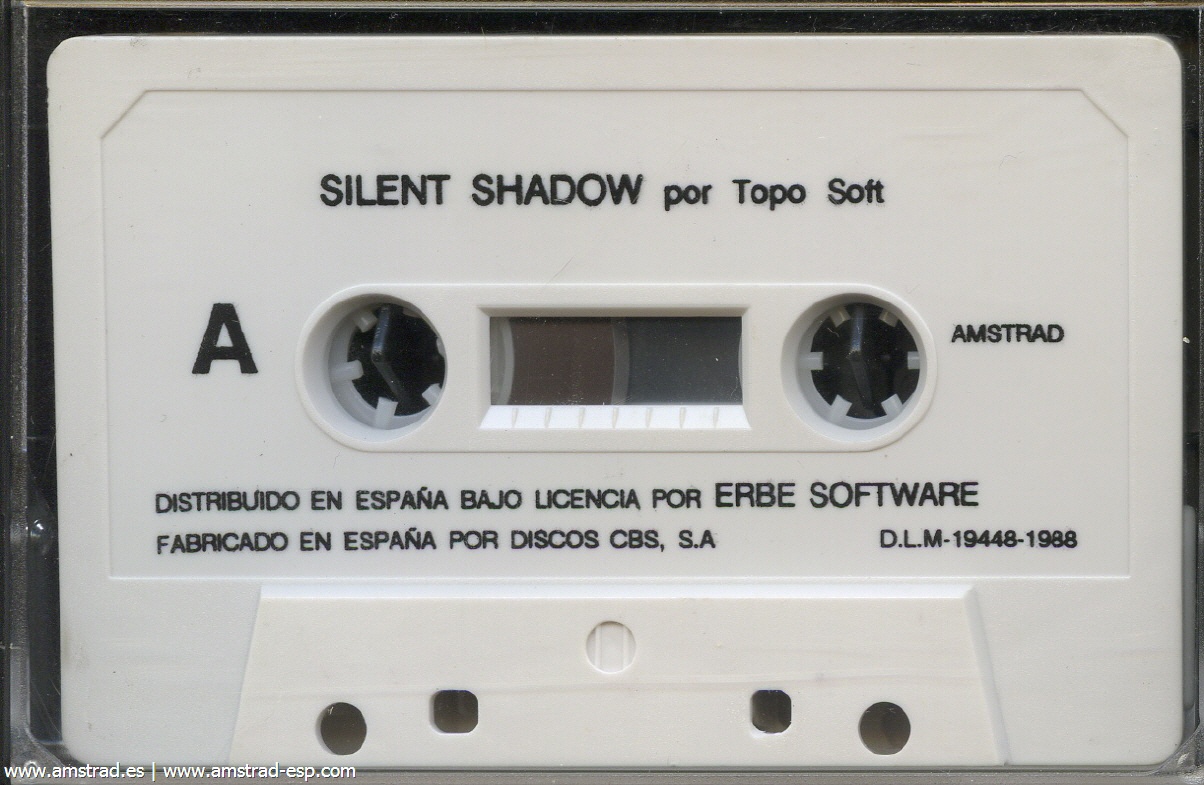 SILENT SHADOW por Topo Soft
A
AMSTRAD
DISTRIBUIDO EN ESPAÑA BAJO LICENCIA POR ERBE SOFTWARE
FABRICADO EN ESPAÑA POR DISCOS CBS, S.A
D.L.M-19448-1988
www.amstrad.es | www.amstrad-esp.com